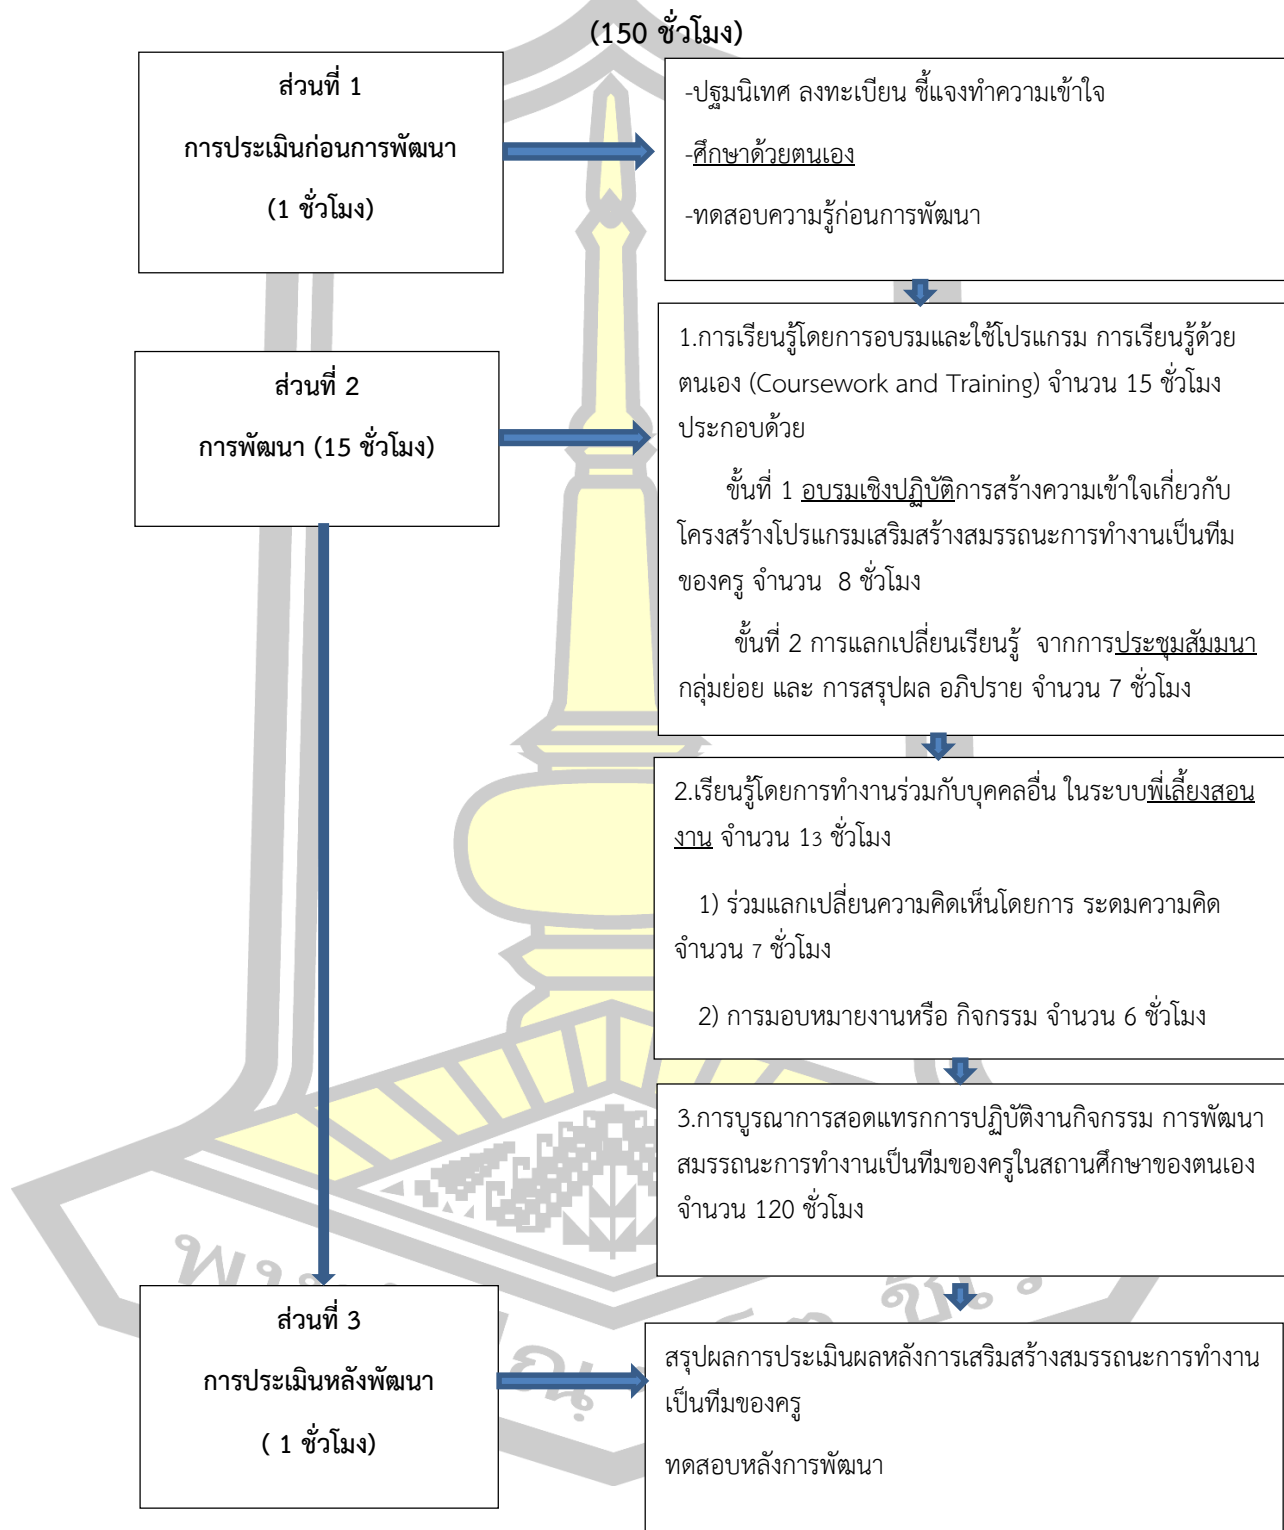 (150 ชั่วโมง)
ส่วนที่ 1
การประเมินก่อนการพัฒนา
(1 ชั่วโมง)
-ปฐมนิเทศ ลงทะเบียน ชี้แจงทำความเข้าใจ
-ศึกษาด้วยตนเอง
-ทดสอบความรู้ก่อนการพัฒนา
ส่วนที่ 2
การพัฒนา (15 ชั่วโมง)
1.การเรียนรู้โดยการอบรมและใช้โปรแกรม การเรียนรู้ด้วย
ตนเอง (Coursework and Training) จำนวน 15 ชั่วโมง
ประกอบด้วย
ขั้นที่ 1 อบรมเชิงปฏิบัติการสร้างความเข้าใจเกี่ยวกับ
โครงสร้างโปรแกรมเสริมสร้างสมรรถนะการทำงานเป็นทีม
ของครู จำนวน 8 ชั่วโมง
ขั้นที่ 2 การแลกเปลี่ยนเรียนรู้ จากการประชุมสัมมนา
กลุ่มย่อย และ การสรุปผล อภิปราย จำนวน 7 ชั่วโมง
2.เรียนรู้โดยการทำงานร่วมกับบุคคลอื่น ในระบบพี่เลี้ยงสอน
งาน จำนวน 13 ชั่วโมง
1) ร่วมแลกเปลี่ยนความคิดเห็นโดยการ ระดมความคิด
จำนวน 7 ชั่วโมง
2) การมอบหมายงานหรือ กิจกรรม จำนวน 6 ชั่วโมง
3.การบูรณาการสอดแทรกการปฏิบัติงานกิจกรรม การพัฒนา
สมรรถนะการทำงานเป็นทีมของครูในสถานศึกษาของตนเอง
จำนวน 120 ชั่วโมง
ส่วนที่ 3
การประเมินหลังพัฒนา
( 1 ชั่วโมง)
สรุปผลการประเมินผลหลังการเสริมสร้างสมรรถนะการทำงาน
เป็นทีมของครู
ทดสอบหลังการพัฒนา